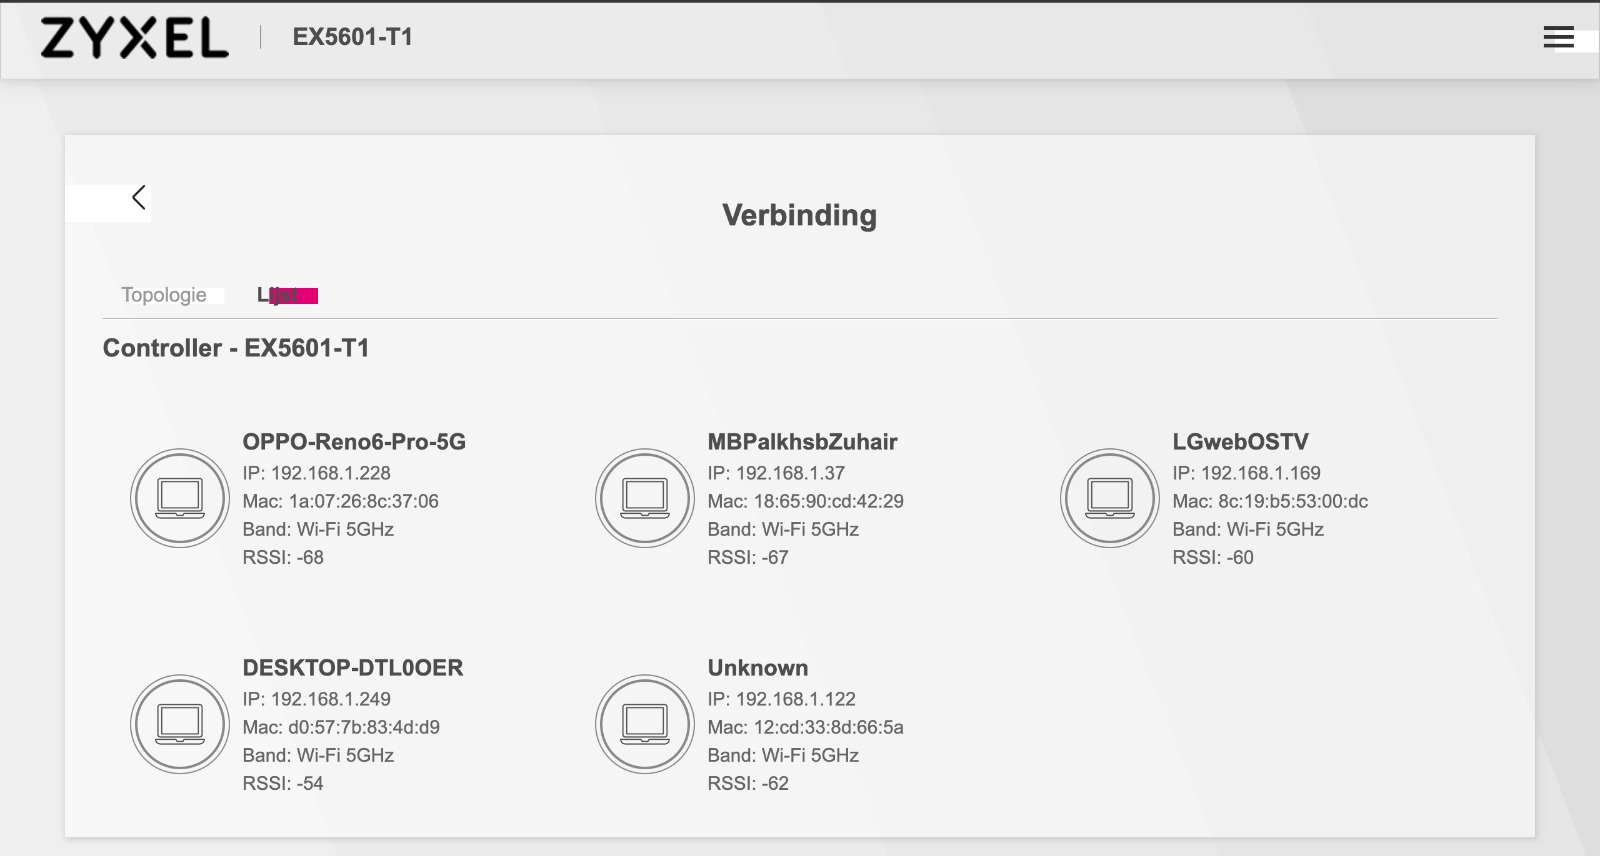 ZYXEL
EX5601-T1
Verbinding
Topologie
Lijst
Controller - EX5601-T1
OPPO-Reno6-Pro-5G
IP: 192.168.1.228
Mac: 1a:07:26:8c:37:06
Band: Wi-Fi 5GHz
RSSI: -68
MBPalkhsbZuhair
IP: 192.168.1.37
Mac: 18:65:90:cd:42:29
Band: Wi-Fi 5GHz
RSSI: -67
LGwebOSTV
IP: 192.168.1.169
Mac: 8c:19:b5:53:00:dc
Band: Wi-Fi 5GHz
RSSI: -60
DESKTOP-DTL0OER
IP: 192.168.1.249
Mac: d0:57:7b:83:4d:d9
Band: Wi-Fi 5GHz
RSSI: -54
Unknown
IP: 192.168.1.122
Mac: 12:cd:33:8d:66:5a
Band: Wi-Fi 5GHz
RSSI: -62